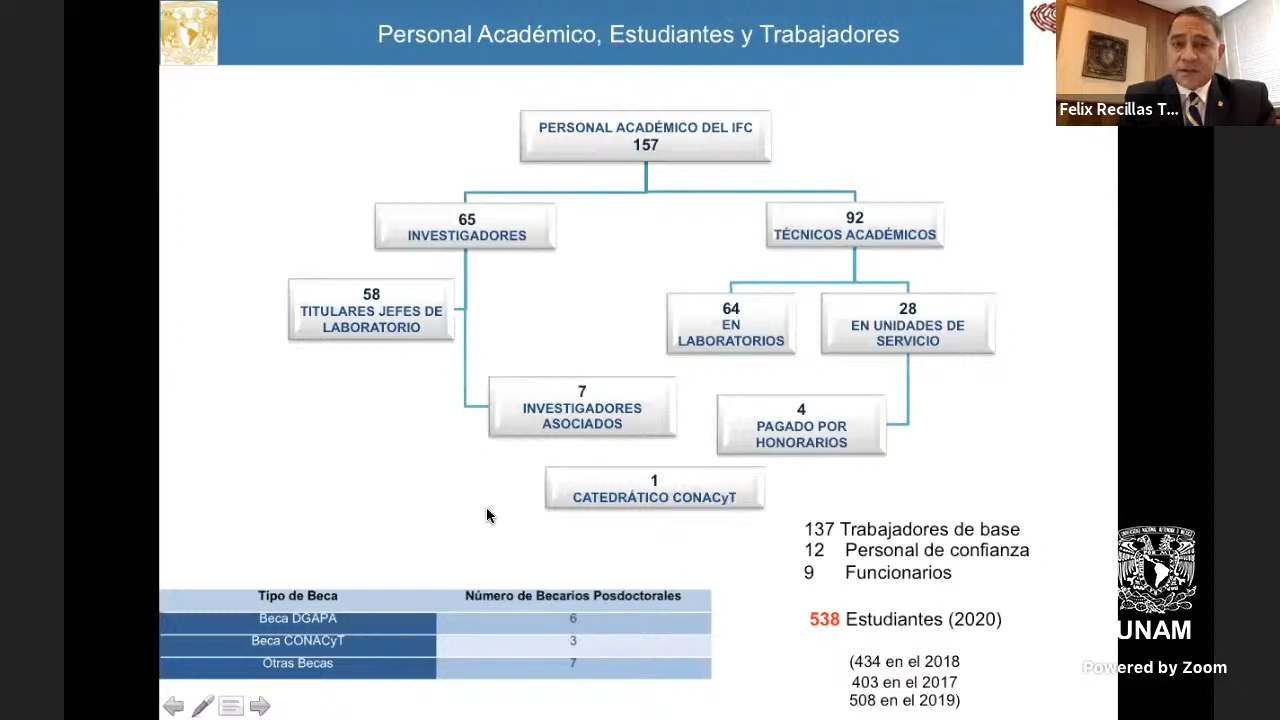 Personal Académico, Estudiantes y Trabajadores
Felix Recillas T...
PERSONAL ACADÉMICO DEL IFC
157
65
INVESTIGADORES
92
TÉCNICOS ACADÉMICOS
58
TITULARES JEFES DE
LABORATORIO
64
EN
LABORATORIOS
28
EN UNIDADES DE
SERVICIO
7
INVESTIGADORES
ASOCIADOS
4
PAGADO POR
HONORARIOS
1
CATEDRÁTICO CONACyT
137 Trabajadores de base
12 Personal de confianza
9 Funcionarios
538 Estudiantes (2020)
(434 en el 2018
403 en el 2017
508 en el 2019)
Tipo de Beca Número de Becarios Posdoctorales
Beca DGAPA 6
Beca CONACyT 3
Otras Becas 7
UNAM
Powered by Zoom